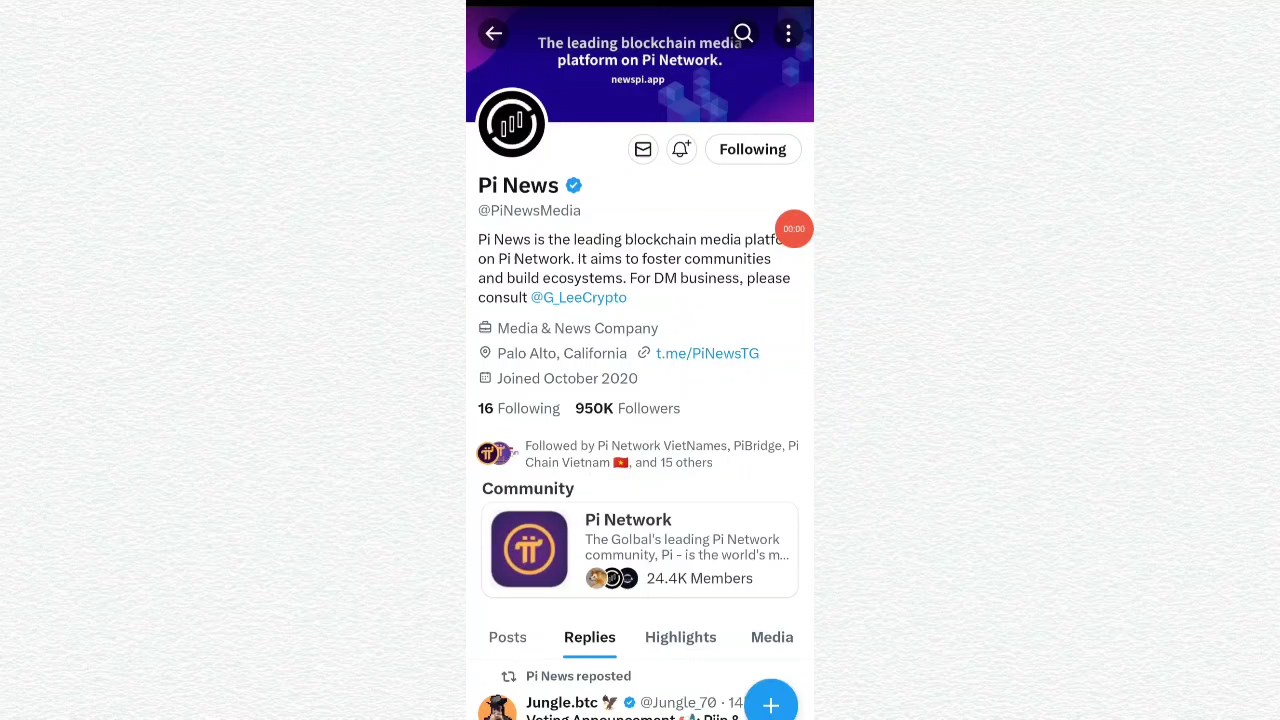 The leading blockchain media
platform on Pi Network.
newspi.app
Following
Pi News
@PiNewsMedia
00:00
Pi News is the leading blockchain media
on Pi Network. It aims to foster communities
and build ecosystems. For DM business, please
consult @G_LeeCrypto
Media & News Company
Palo Alto, California t.me/PiNewsTG
Joined October 2020
16 Following 950K Followers
Followed by Pi Network VietNames, PiBridge, Pi
Chain Vietnam 🇻🇳, and 15 others
Community
Pi Network
The Golbal's leading Pi Network
community, Pi - is the world's m...
24.4K Members
Posts Replies Highlights Media
Pi News reposted
Jungle.btc @Jungle_70 · 14
Voting Announcement Piin &